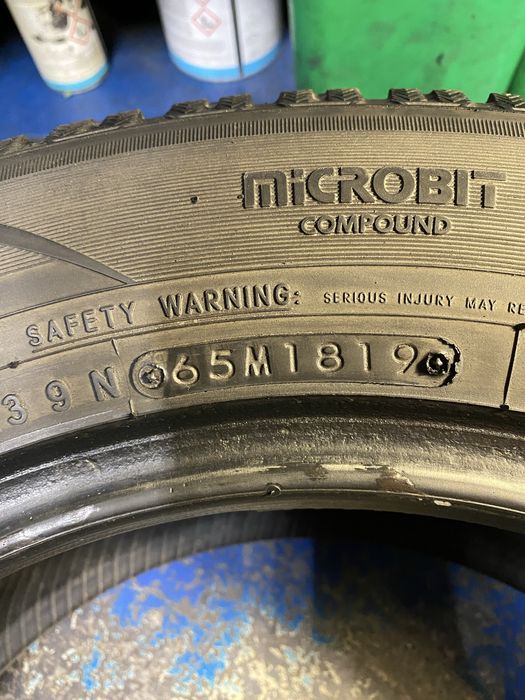 MiCROBIT
COMPOUND
SAFETY WARNING: SERIOUS INJURY MAY RE
39N 65M1819